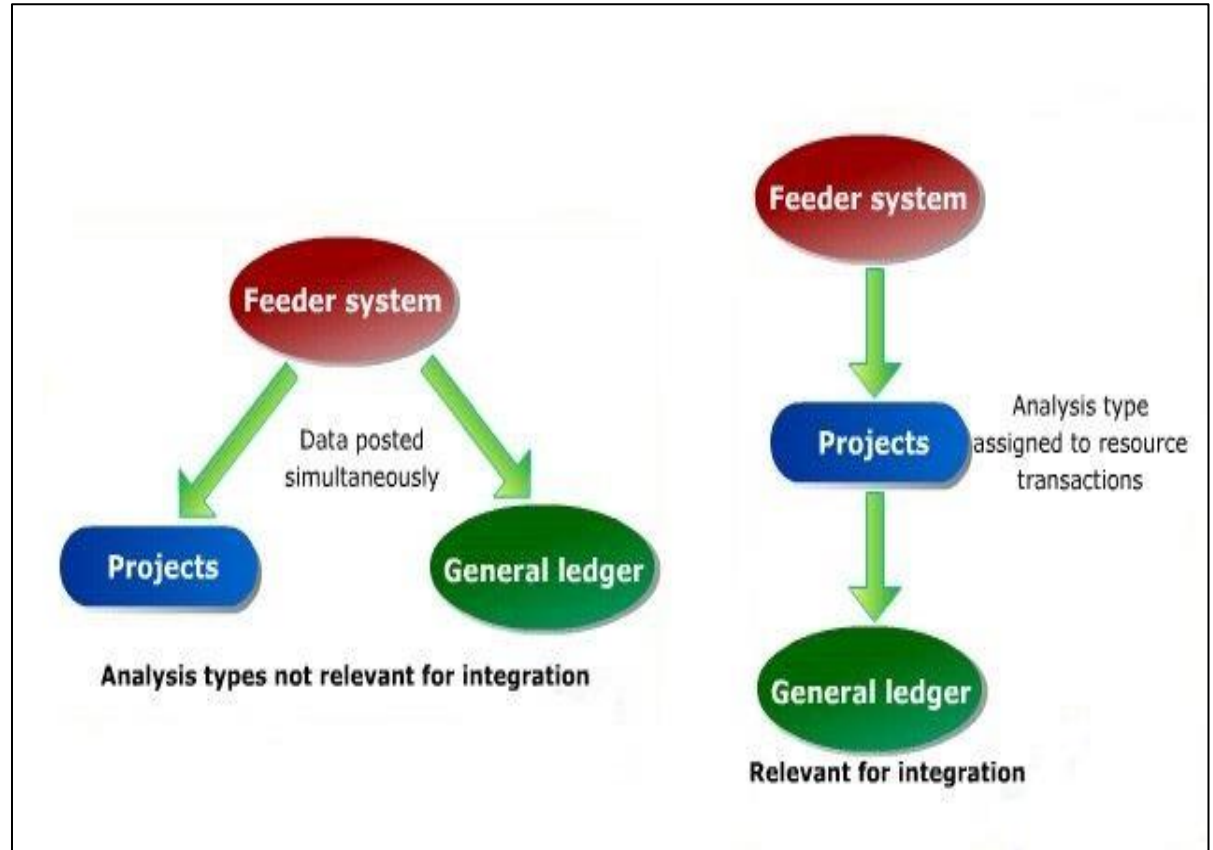 Feeder system
Data posted
simultaneously
Projects
General ledger
Analysis types not relevant for integration
Feeder system
Projects
Analysis type
assigned to resource
transactions
General ledger
Relevant for integration